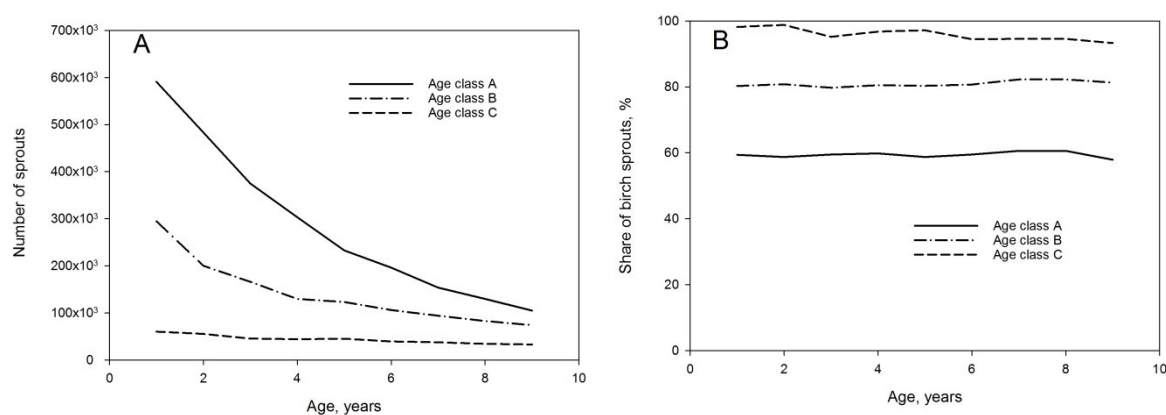 A
700x10³
600x10³
500x10³
400x10³
300x10³
200x10³
100x10³
0
Number of sprouts
Age class A
Age class B
Age class C
0 2 4 6 8 10
Age, years
B
100
80
60
40
20
0
Share of birch sprouts, %
Age class A
Age class B
Age class C
0 2 4 6 8 10
Age, years